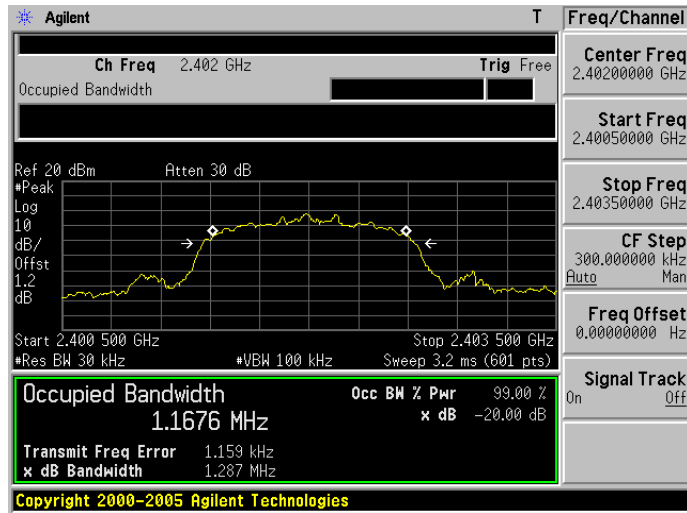 Agilent T
Ch Freq 2.402 GHz Trig Free
Occupied Bandwidth
Ref 20 dBm Atten 30 dB
#Peak
Log
10
dB/
Offst
1.2
dB
Start 2.400 500 GHz Stop 2.403 500 GHz
#Res BW 30 kHz #VBW 100 kHz Sweep 3.2 ms (601 pts)
Occupied Bandwidth Occ BW % Pwr 99.00 %
1.1676 MHz x dB -20.00 dB
Transmit Freq Error 1.159 kHz
x dB Bandwidth 1.287 MHz
Copyright 2000-2005 Agilent Technologies
Freq/Channel
Center Freq
2.40200000 GHz
Start Freq
2.40050000 GHz
Stop Freq
2.40350000 GHz
CF Step
300.000000 kHz
Auto Man
Freq Offset
0.00000000 Hz
Signal Track
On Off